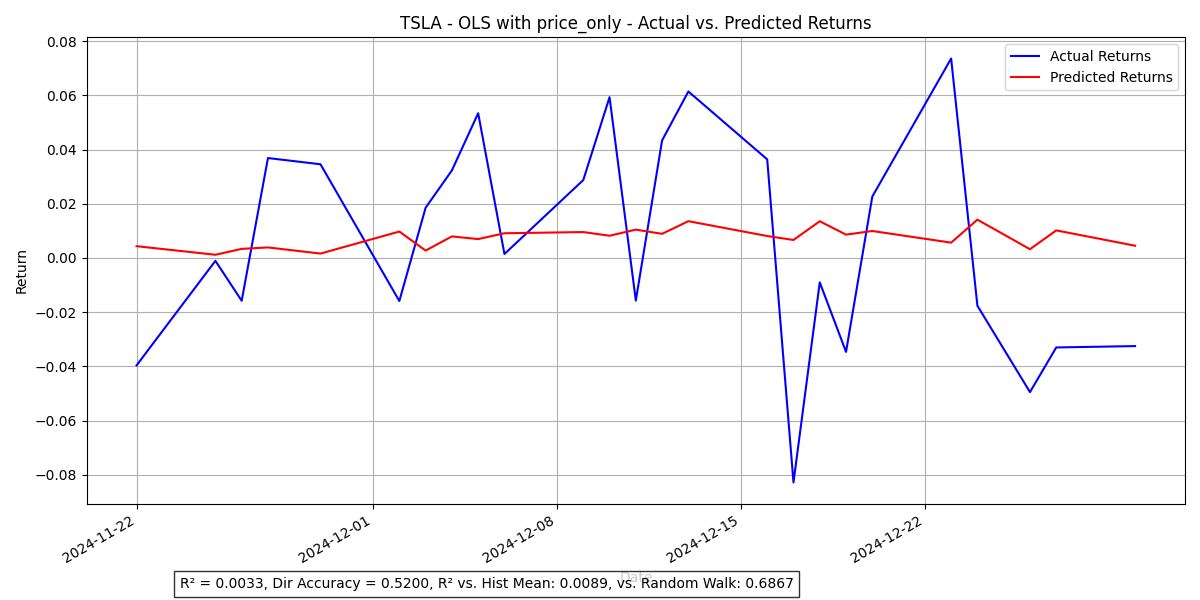 TSLA - OLS with price_only - Actual vs. Predicted Returns
Actual Returns
Predicted Returns
Return
0.08
0.06
0.04
0.02
0.00
−0.02
−0.04
−0.06
−0.08
2024-11-22
2024-12-01
2024-12-08
2024-12-15
2024-12-22
Date
R² = 0.0033, Dir Accuracy = 0.5200, R² vs. Hist Mean: 0.0089, vs. Random Walk: 0.6867